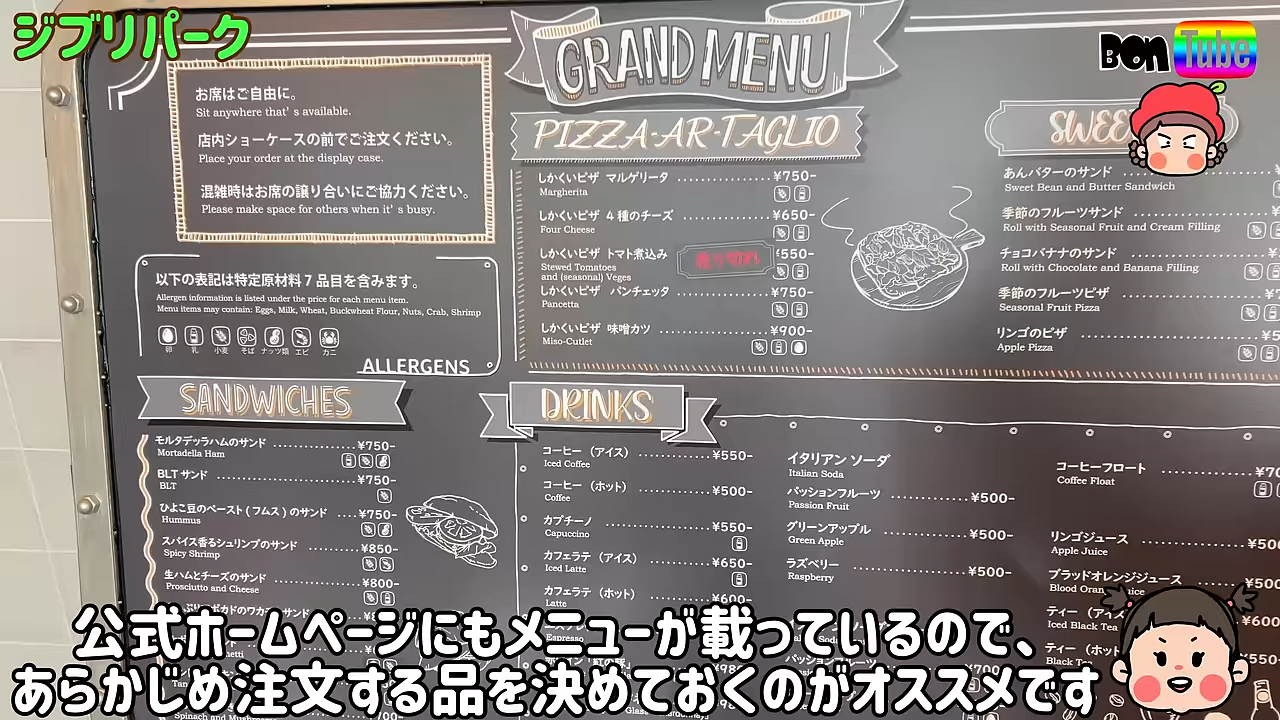 ジブリパーク
BonTube
GRAND MENU
お席はご自由に。
Sit anywhere that's available.
店内ショーケースの前でご注文ください。
Place your order at the display case.
混雑時はお席の譲り合いにご協力ください。
Please make space for others when it's busy.
以下の表記は特定原材料7品目を含みます。
Allergen information is listed under the price for each menu item.
Menu items may contain: Eggs, Milk, Wheat, Buckwheat Flour, Nuts, Crab, Shrimp
卵 乳 小麦 そば ナッツ類 エビ カニ
ALLERGENS
PIZZA-AR-TAGLIO
しかくいピザ マルゲリータ ¥750-
Margherita
しかくいピザ 4種のチーズ ¥650-
Four Cheese
しかくいピザ トマト煮込み 売り切れ ¥550-
Stewed Tomatoes
and (seasonal) Veges
しかくいピザ パンチェッタ ¥750-
Pancetta
しかくいピザ 味噌カツ ¥900-
Miso-Cutlet
あんバターのサンド
Sweet Bean and Butter Sandwich
季節のフルーツサンド
Roll with Seasonal Fruit and Cream Filling
チョコバナナのサンド
Roll with Chocolate and Banana Filling
季節のフルーツピザ
Seasonal Fruit Pizza
リンゴのピザ
Apple Pizza
SANDWICHES
モルタデッラハムのサンド ¥750-
Mortadella Ham
BLTサンド ¥750-
BLT
ひよこ豆のペースト(フムス)のサンド ¥750-
Hummus
スパイス香るシュリンプのサンド ¥850-
Spicy Shrimp
生ハムとチーズのサンド ¥800-
Prosciutto and Cheese
DRINKS
コーヒー(アイス) ¥550-
Iced Coffee
コーヒー(ホット) ¥500-
Coffee
カプチーノ ¥550-
Capuccino
カフェラテ(アイス) ¥650-
Iced Latte
カフェラテ(ホット) ¥600-
Latte
Espresso
イタリアン ソーダ
Italian Soda
パッションフルーツ ¥500-
Passion Fruit
グリーンアップル ¥500-
Green Apple
ラズベリー ¥500-
Raspberry
コーヒーフロート
Coffee Float
リンゴジュース
Apple Juice
ブラッドオレンジジュース
ティー
Iced Black Tea
公式ホームページにもメニューが載っているので、
あらかじめ注文する品を決めておくのがオススメです